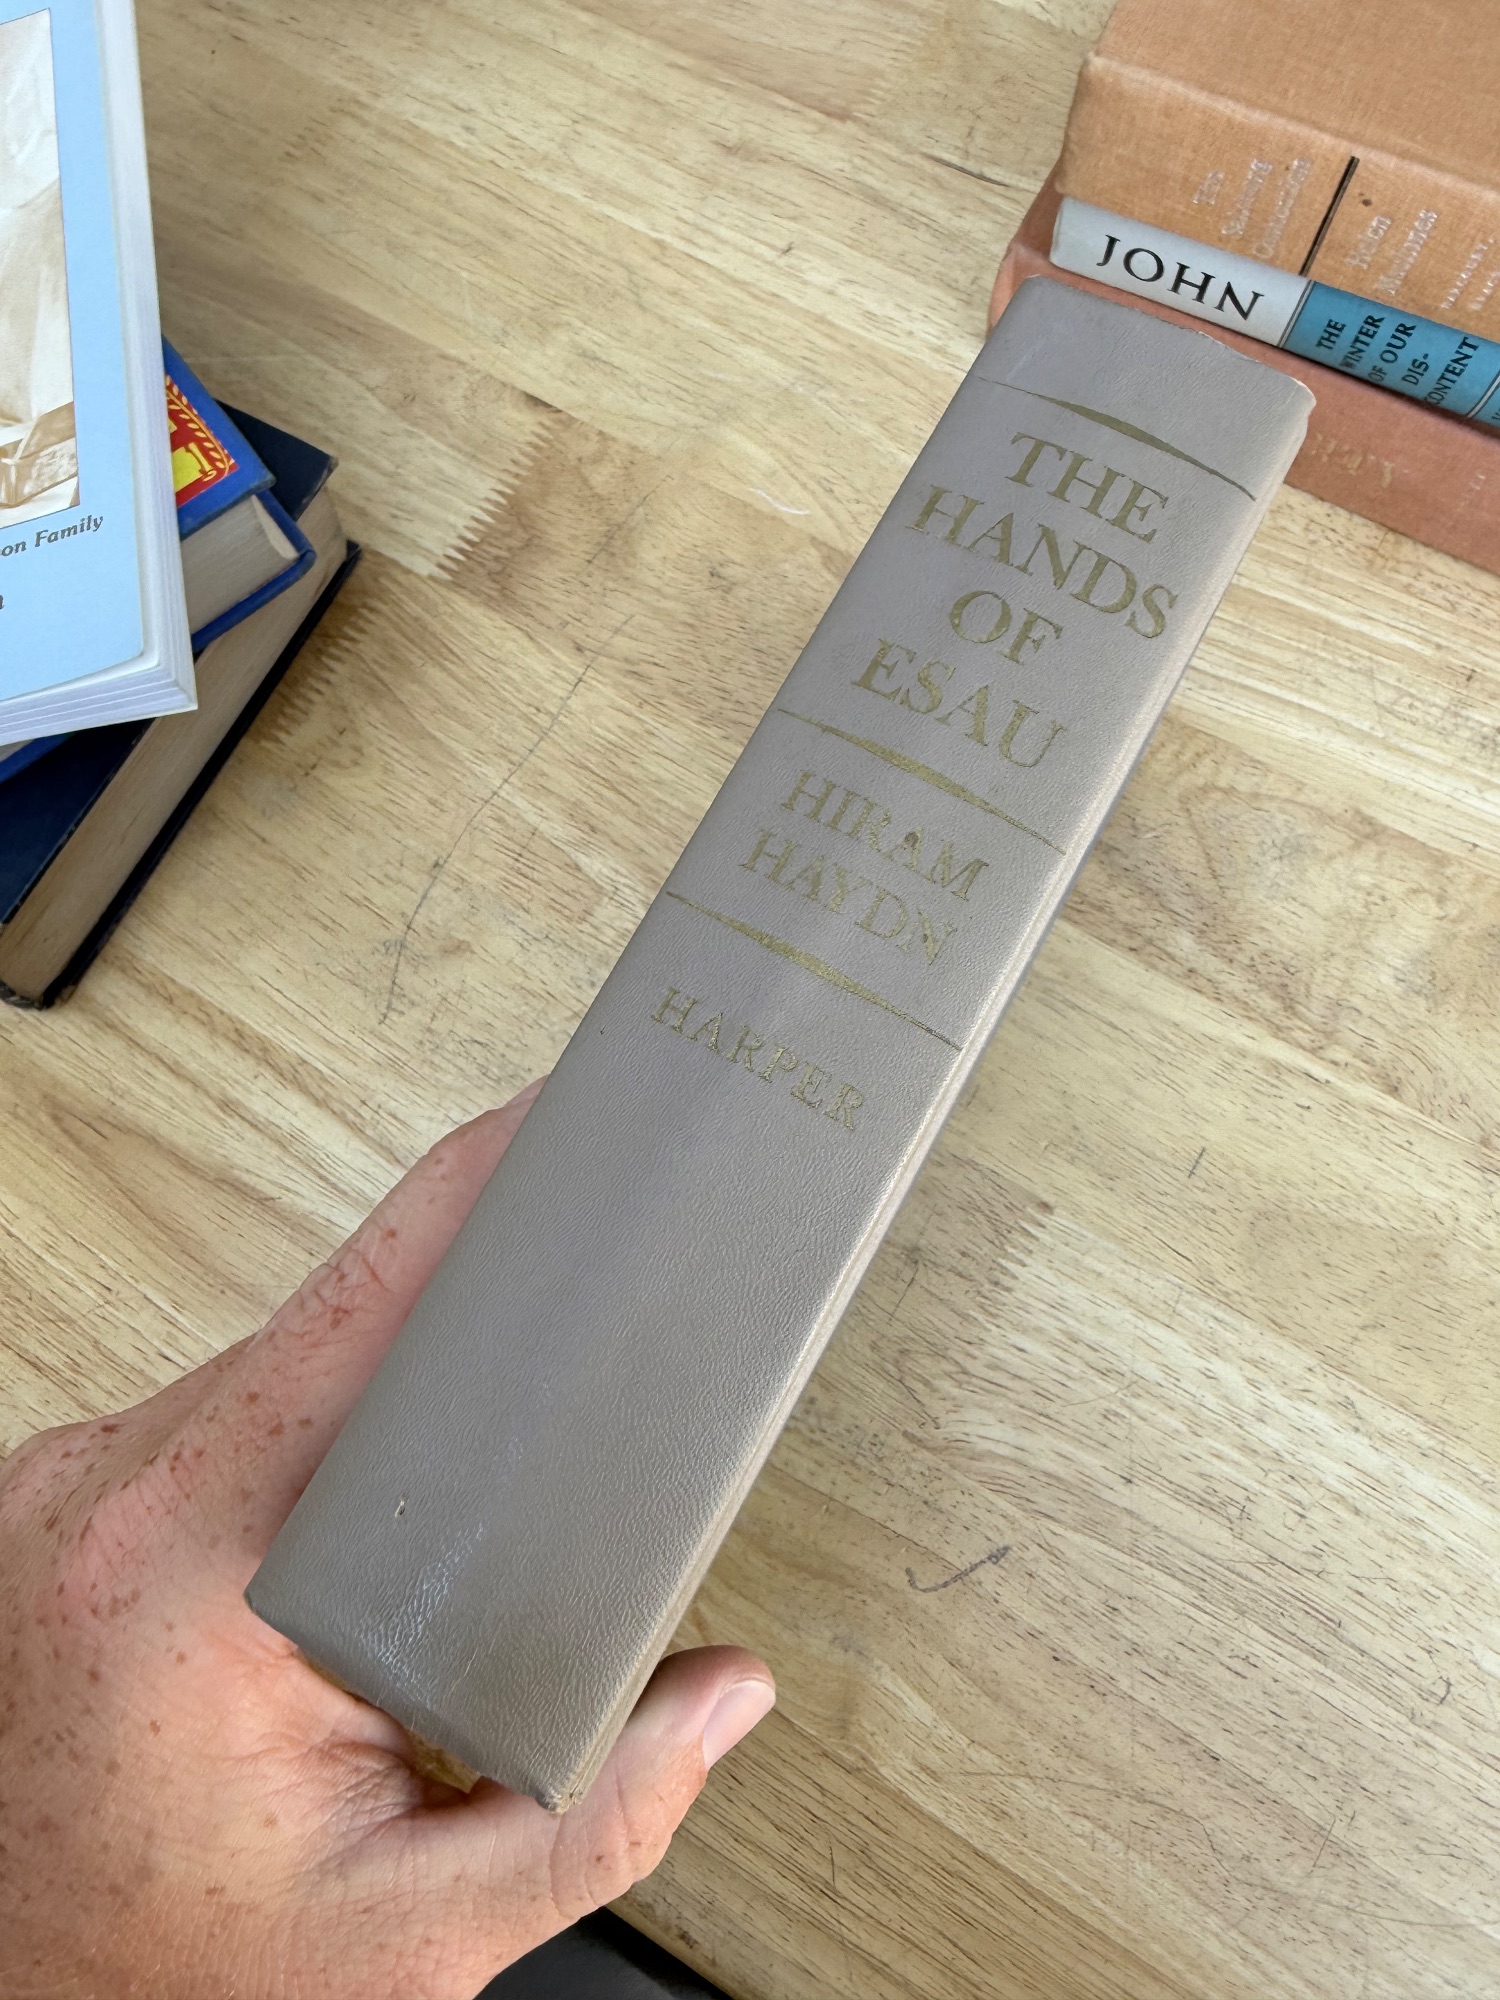 THE
HANDS
OF
ESAU
HIRAM
HAYDN
HARPER
JOHN
THE
WINTER
OF OUR
DIS-
CONTENT
on Family